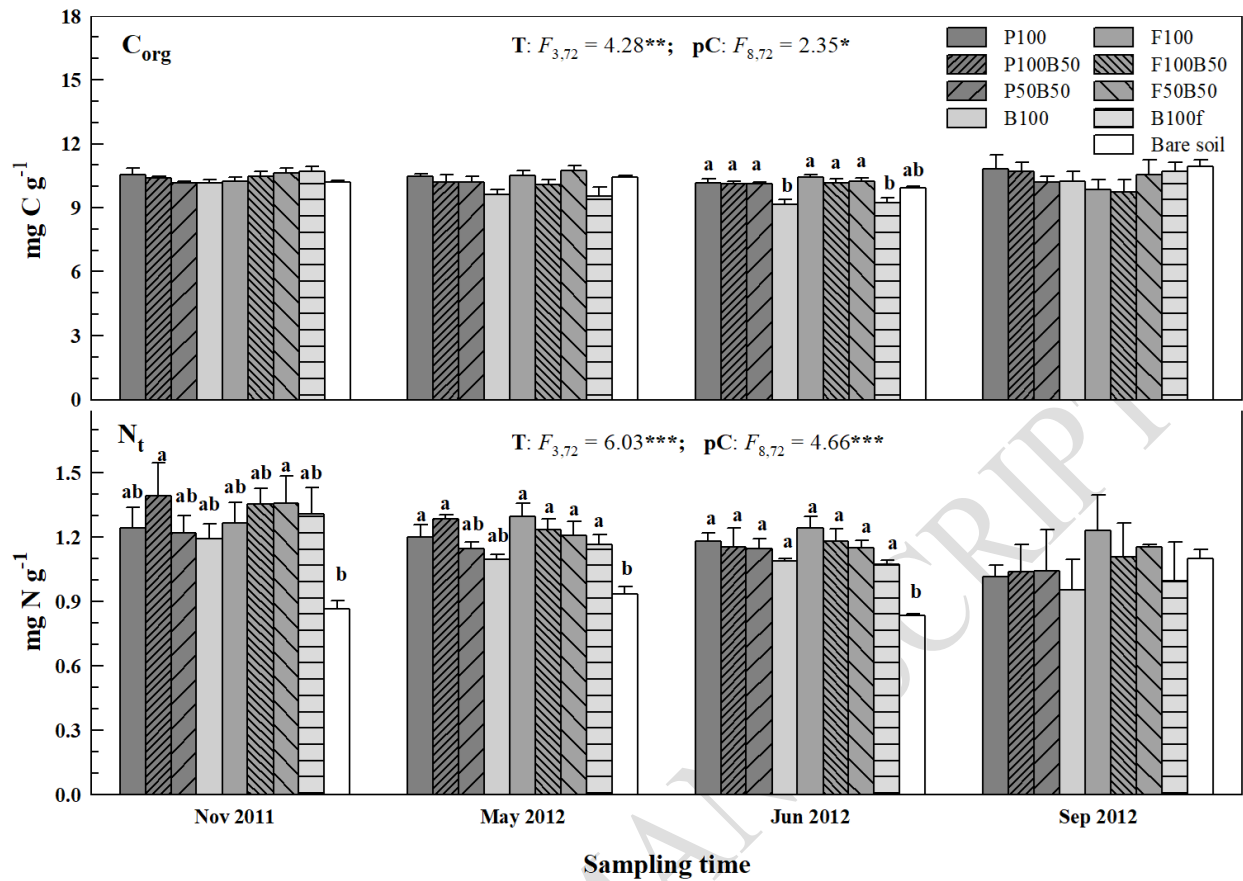 18
15
12
9
6
3
0
mg C g-1
Corg
T: F3,72 = 4.28**; pC: F8,72 = 2.35*
P100 F100
P100B50 F100B50
P50B50 F50B50
B100 B100f
Bare soil
a a a b a a a b ab
1.5
1.2
0.9
0.6
0.3
0.0
mg N g-1
Nt
T: F3,72 = 6.03***; pC: F8,72 = 4.66***
ab a ab ab ab ab a ab b
a a ab ab a a a a b
a a a a a a a a b
Nov 2011 May 2012 Jun 2012 Sep 2012
Sampling time